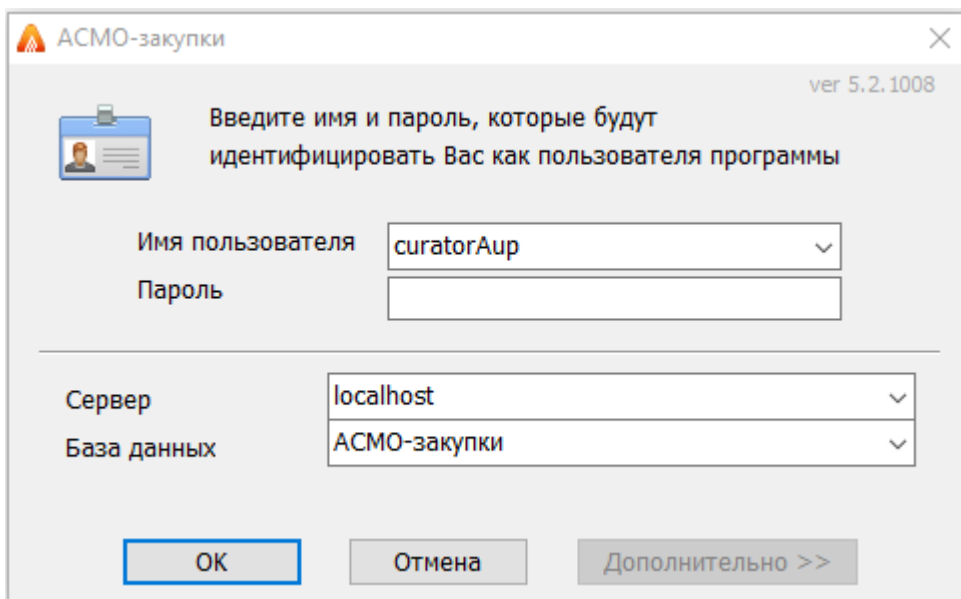 АСМО-закупки
ver 5.2.1008
Введите имя и пароль, которые будут
идентифицировать Вас как пользователя программы
Имя пользователя curatorAup
Пароль
Сервер localhost
База данных АСМО-закупки
OK Отмена Дополнительно >>